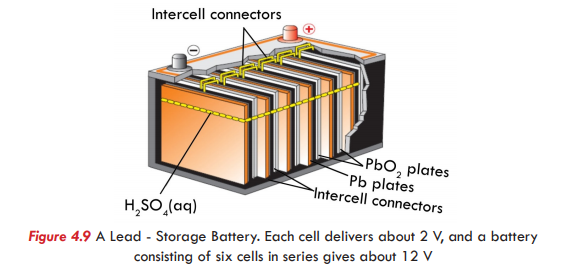 Intercell connectors
⊕
⊖
PbO₂ plates
Pb plates
Intercell connectors
H₂SO₄(aq)
Figure 4.9 A Lead - Storage Battery. Each cell delivers about 2 V, and a battery
consisting of six cells in series gives about 12 V